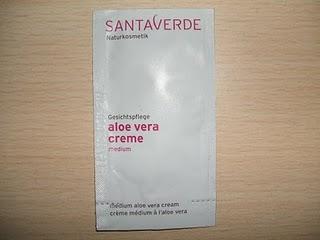 SANTAVERDE
Naturkosmetik
Gesichtspflege
aloe vera
creme
medium
medium aloe vera cream
crème médium à l'aloe vera